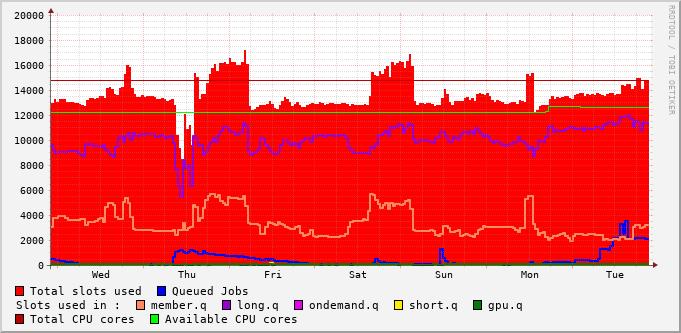 20000
18000
16000
14000
12000
10000
8000
6000
4000
2000
0
Wed Thu Fri Sat Sun Mon Tue
Total slots used Queued Jobs
Slots used in : member.q long.q ondemand.q short.q gpu.q
Total CPU cores Available CPU cores
RRDTOOL / TOBI OETIKER